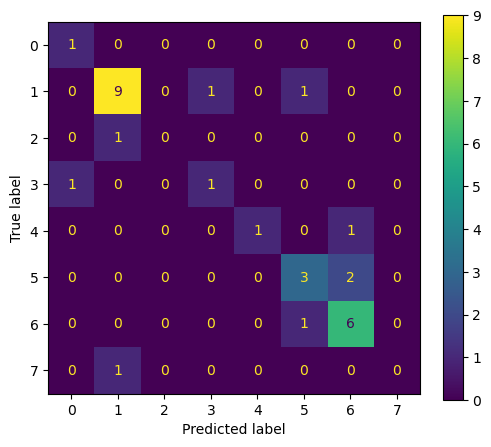 True label
0 1 0 0 0 0 0 0 0
1 0 9 0 1 0 1 0 0
2 0 1 0 0 0 0 0 0
3 1 0 0 1 0 0 0 0
4 0 0 0 0 1 0 1 0
5 0 0 0 0 0 3 2 0
6 0 0 0 0 0 1 6 0
7 0 1 0 0 0 0 0 0
0 1 2 3 4 5 6 7
Predicted label
9
8
7
6
5
4
3
2
1
0